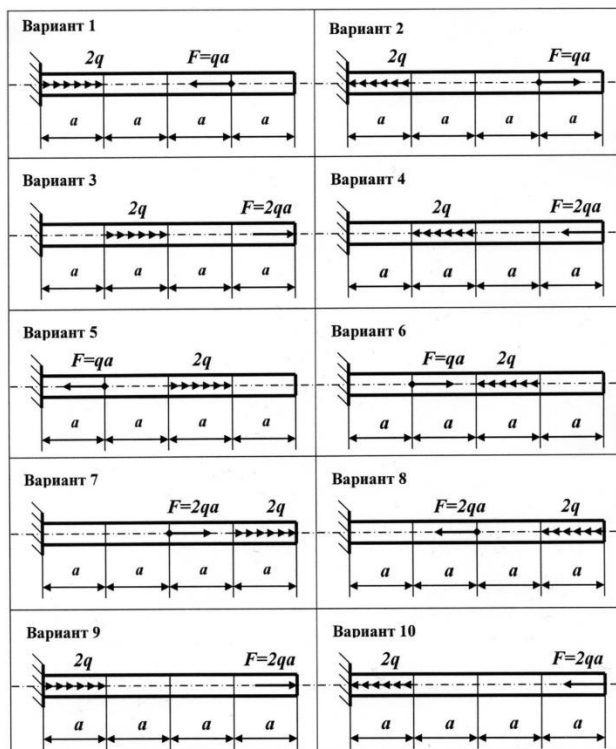 Вариант 1
2q F=qa
a a a a
Вариант 2
2q F=qa
a a a a
Вариант 3
2q F=2qa
a a a a
Вариант 4
2q F=2qa
a a a a
Вариант 5
F=qa 2q
a a a a
Вариант 6
F=qa 2q
a a a a
Вариант 7
F=2qa 2q
a a a a
Вариант 8
F=2qa 2q
a a a a
Вариант 9
2q F=2qa
a a a a
Вариант 10
2q F=2qa
a a a a